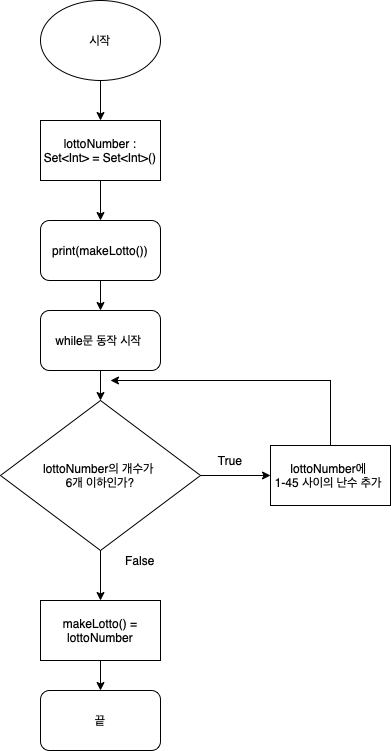 시작
lottoNumber :
Set<Int> = Set<Int>()
print(makeLotto())
while문 동작 시작
lottoNumber의 개수가
6개 이하인가?
True
lottoNumber에
1-45 사이의 난수 추가
False
makeLotto() =
lottoNumber
끝